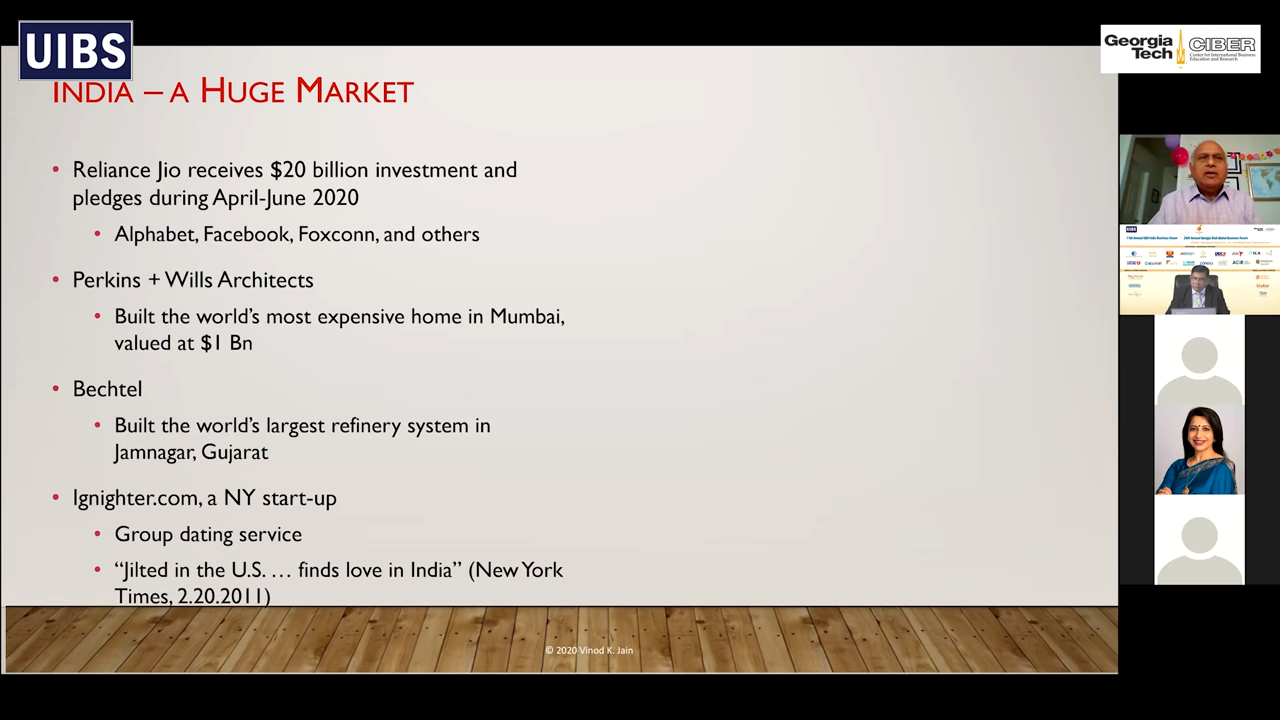 UIBS
Georgia
Tech
CIBER
Center for International Business
Education and Research
INDIA – A HUGE MARKET
• Reliance Jio receives $20 billion investment and
pledges during April-June 2020
• Alphabet, Facebook, Foxconn, and others
• Perkins + Wills Architects
• Built the world's most expensive home in Mumbai,
valued at $1 Bn
• Bechtel
• Built the world's largest refinery system in
Jamnagar, Gujarat
• Ignighter.com, a NY start-up
• Group dating service
• “Jilted in the U.S. … finds love in India” (New York
Times, 2.20.2011)
© 2020 Vinod K. Jain